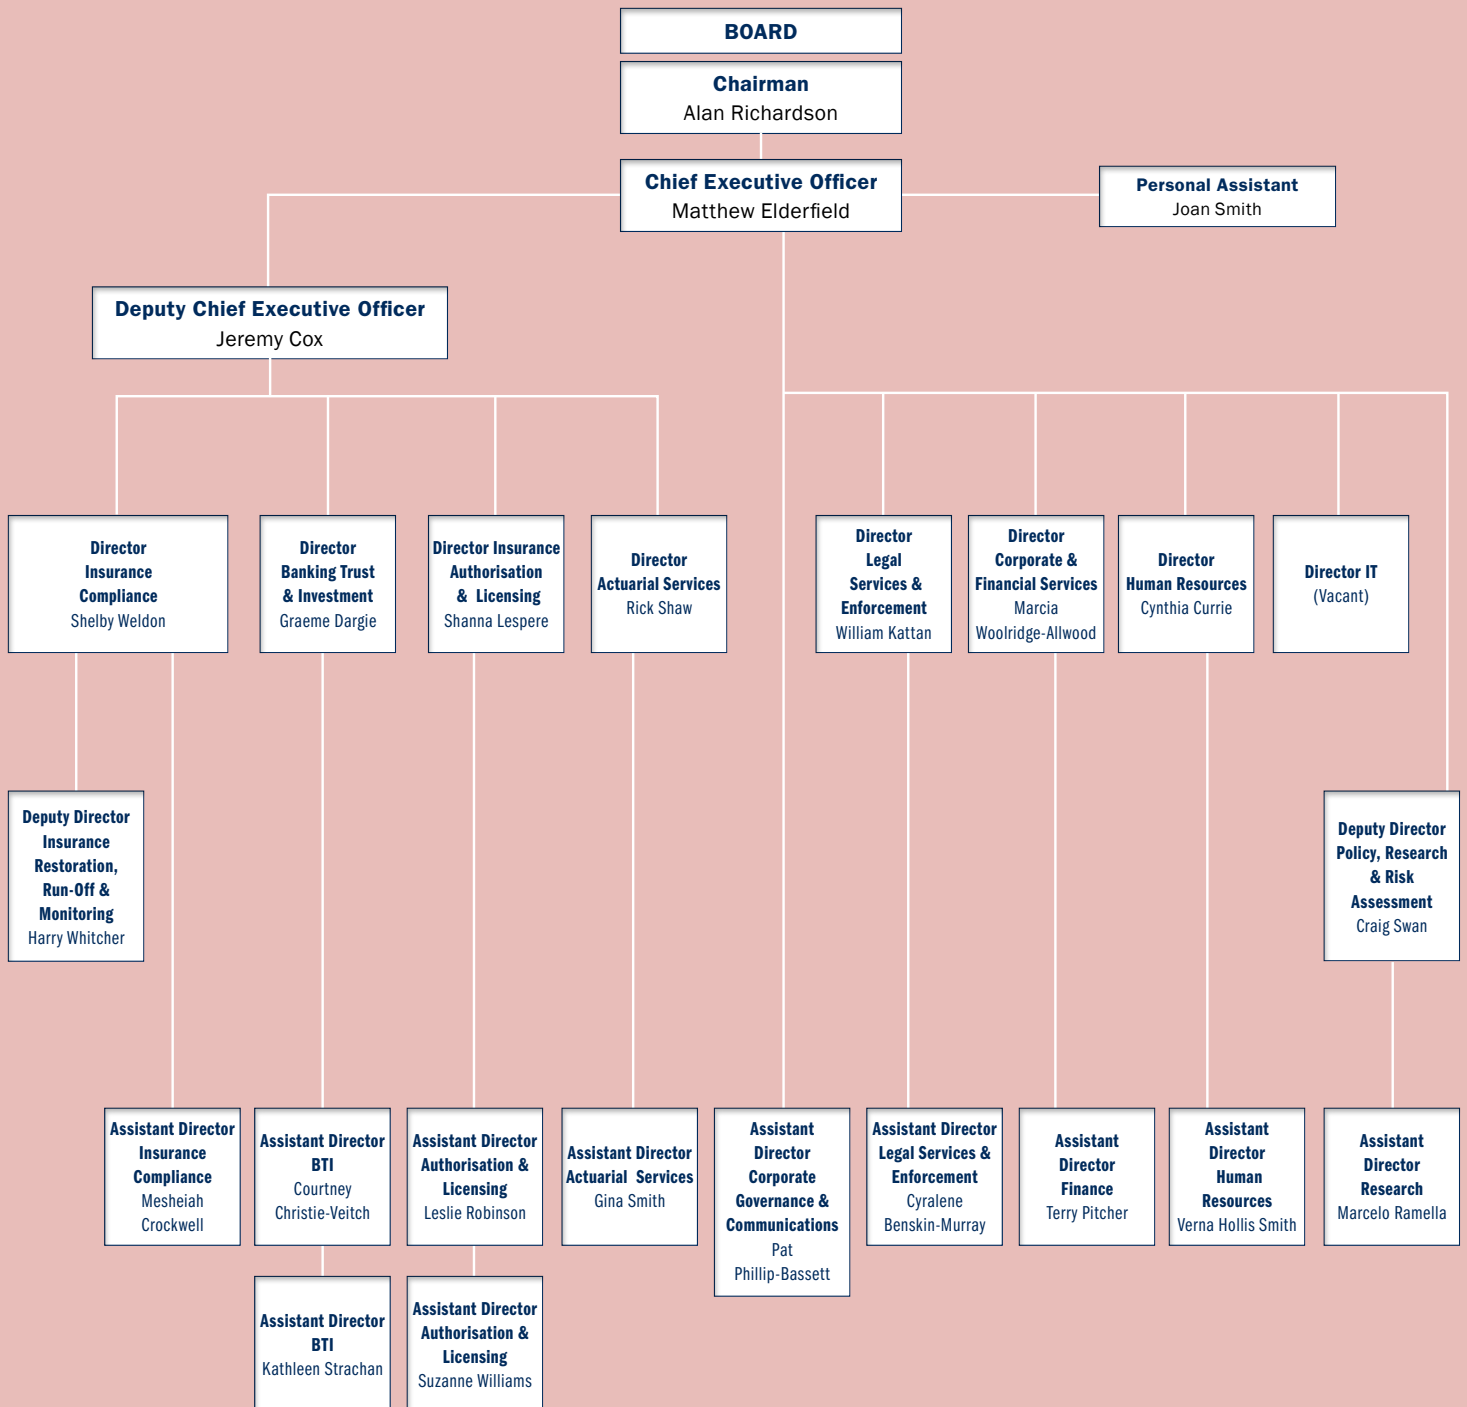 BOARD
Chairman
Alan Richardson
Chief Executive Officer
Matthew Elderfield
Personal Assistant
Joan Smith
Deputy Chief Executive Officer
Jeremy Cox
Director
Insurance
Compliance
Shelby Weldon
Director
Banking Trust
& Investment
Graeme Dargie
Director Insurance
Authorisation
& Licensing
Shanna Lespere
Director
Actuarial Services
Rick Shaw
Director
Legal
Services &
Enforcement
William Kattan
Director
Corporate &
Financial Services
Marcia
Woolridge-Allwood
Director
Human Resources
Cynthia Currie
Director IT
(Vacant)
Deputy Director
Insurance
Restoration,
Run-Off &
Monitoring
Harry Whitcher
Deputy Director
Policy, Research
& Risk
Assessment
Craig Swan
Assistant Director
Insurance
Compliance
Mesheiah
Crockwell
Assistant Director
BTI
Courtney
Christie-Veitch
Assistant Director
Authorisation &
Licensing
Leslie Robinson
Assistant Director
Actuarial Services
Gina Smith
Assistant
Director
Corporate
Governance &
Communications
Pat
Phillip-Bassett
Assistant Director
Legal Services &
Enforcement
Cyralene
Benskin-Murray
Assistant
Director
Finance
Terry Pitcher
Assistant
Director
Human
Resources
Verna Hollis Smith
Assistant
Director
Research
Marcelo Ramella
Assistant Director
BTI
Kathleen Strachan
Assistant Director
Authorisation &
Licensing
Suzanne Williams